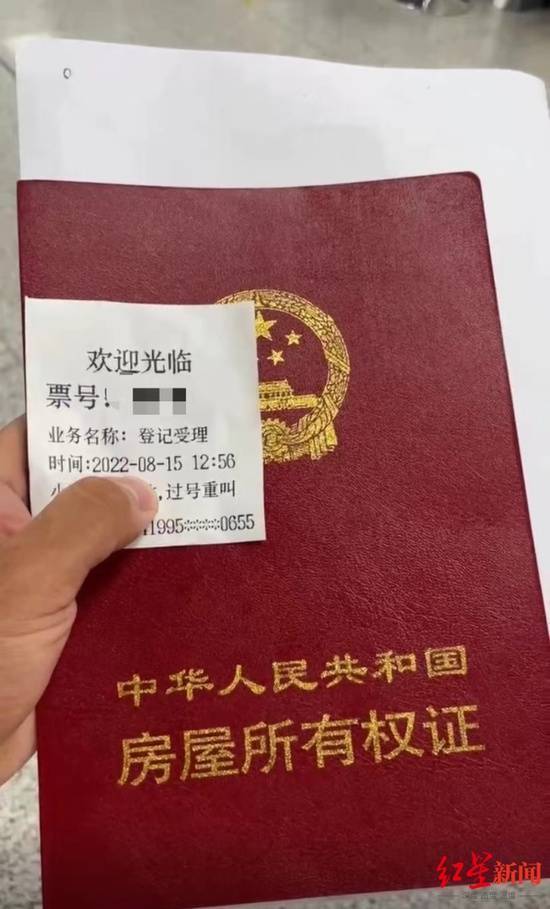 欢迎光临
票号:
业务名称: 登记受理
时间:2022-08-15 12:56
,过号重叫
1995****0655
中华人民共和国
房屋所有权证
红星新闻